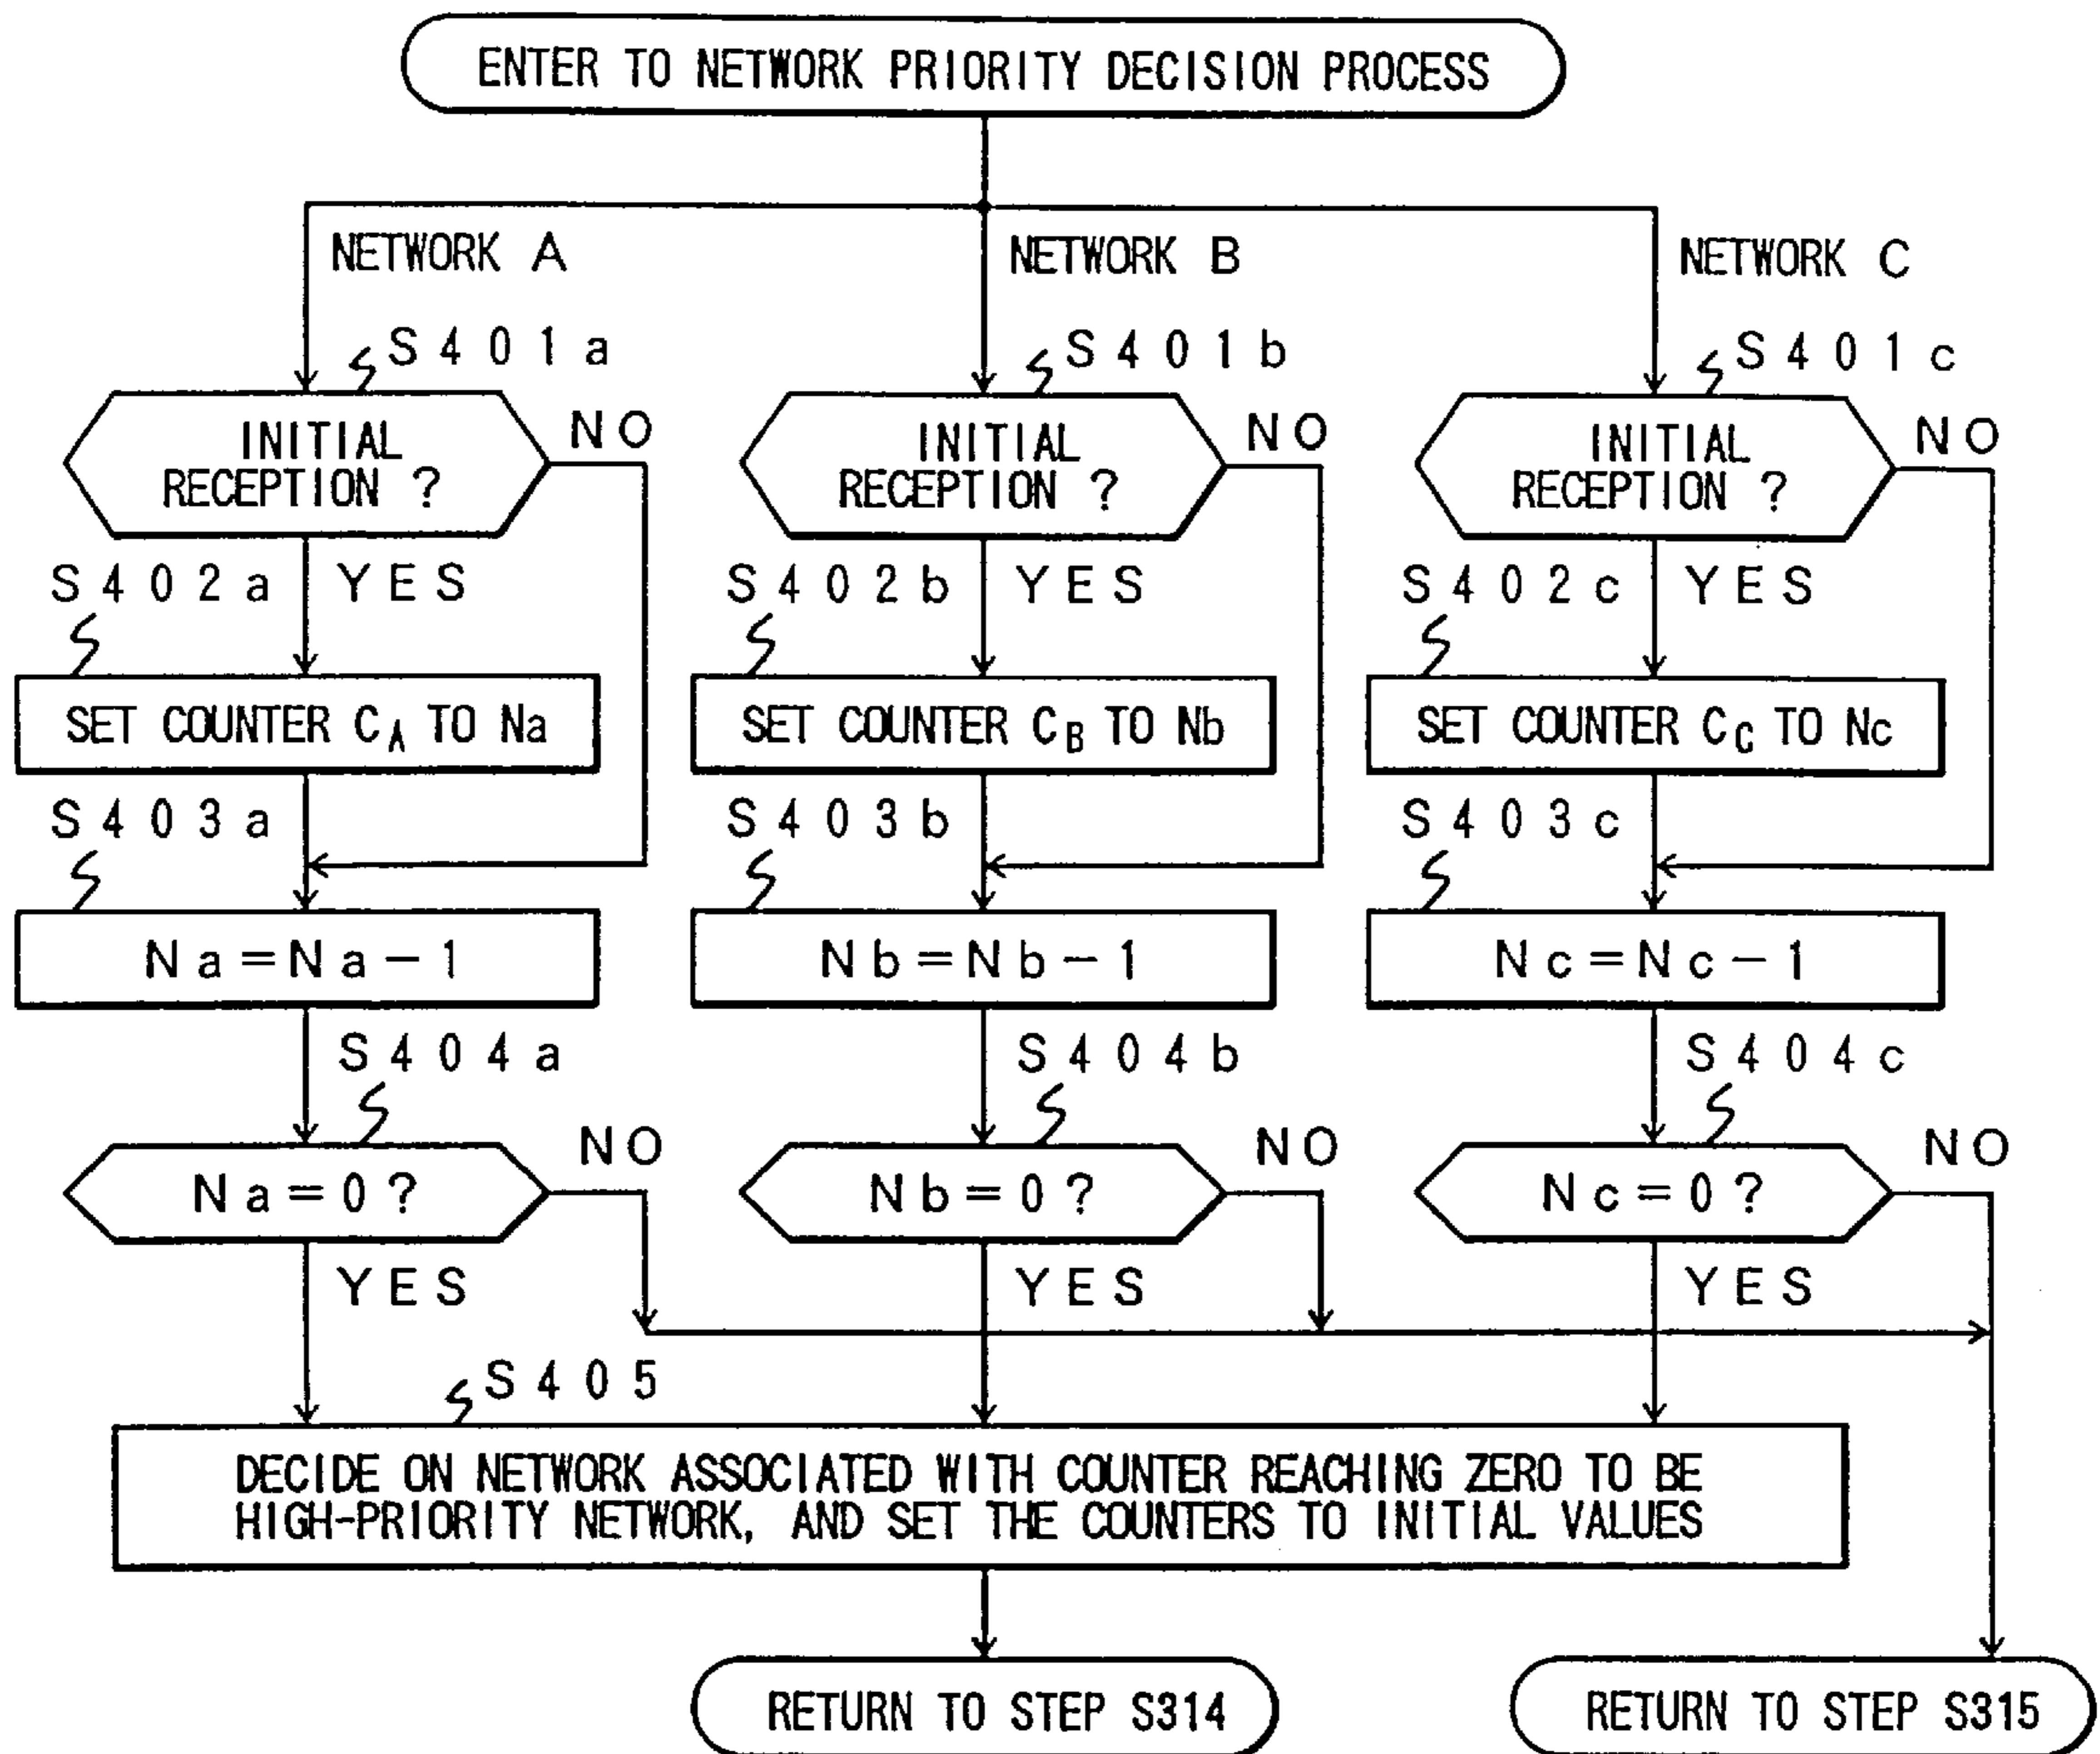 ENTER TO NETWORK PRIORITY DECISION PROCESS
NETWORK A
NETWORK B
NETWORK C
S401a
S401b
S401c
INITIAL
RECEPTION ?
NO
INITIAL
RECEPTION ?
NO
INITIAL
RECEPTION ?
NO
S402a
YES
S402b
YES
S402c
YES
SET COUNTER CA TO Na
SET COUNTER CB TO Nb
SET COUNTER CC TO Nc
S403a
S403b
S403c
Na=Na-1
Nb=Nb-1
Nc=Nc-1
S404a
S404b
S404c
Na=0?
NO
Nb=0?
NO
Nc=0?
NO
YES
YES
YES
S405
DECIDE ON NETWORK ASSOCIATED WITH COUNTER REACHING ZERO TO BE
HIGH-PRIORITY NETWORK, AND SET THE COUNTERS TO INITIAL VALUES
RETURN TO STEP S314
RETURN TO STEP S315